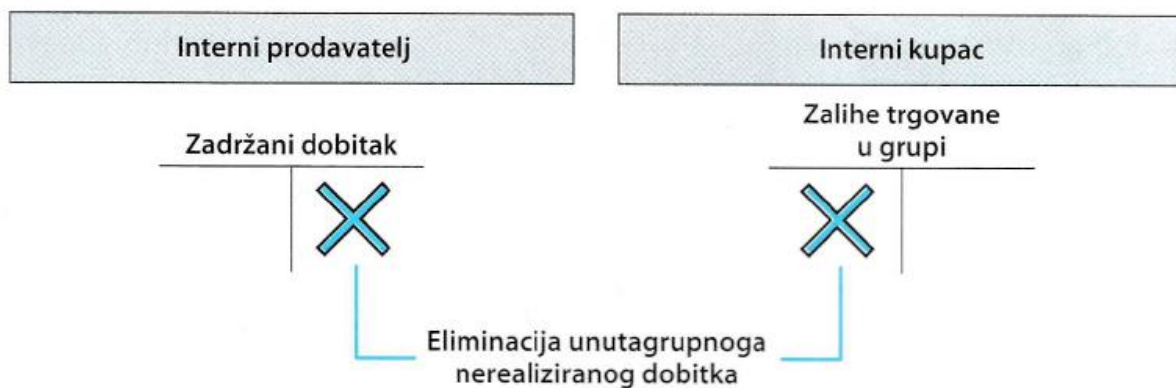 Interni prodavatelj
Interni kupac
Zadržani dobitak
Zalihe trgovane
u grupi
Eliminacija unutagrupnoga
nerealiziranog dobitka